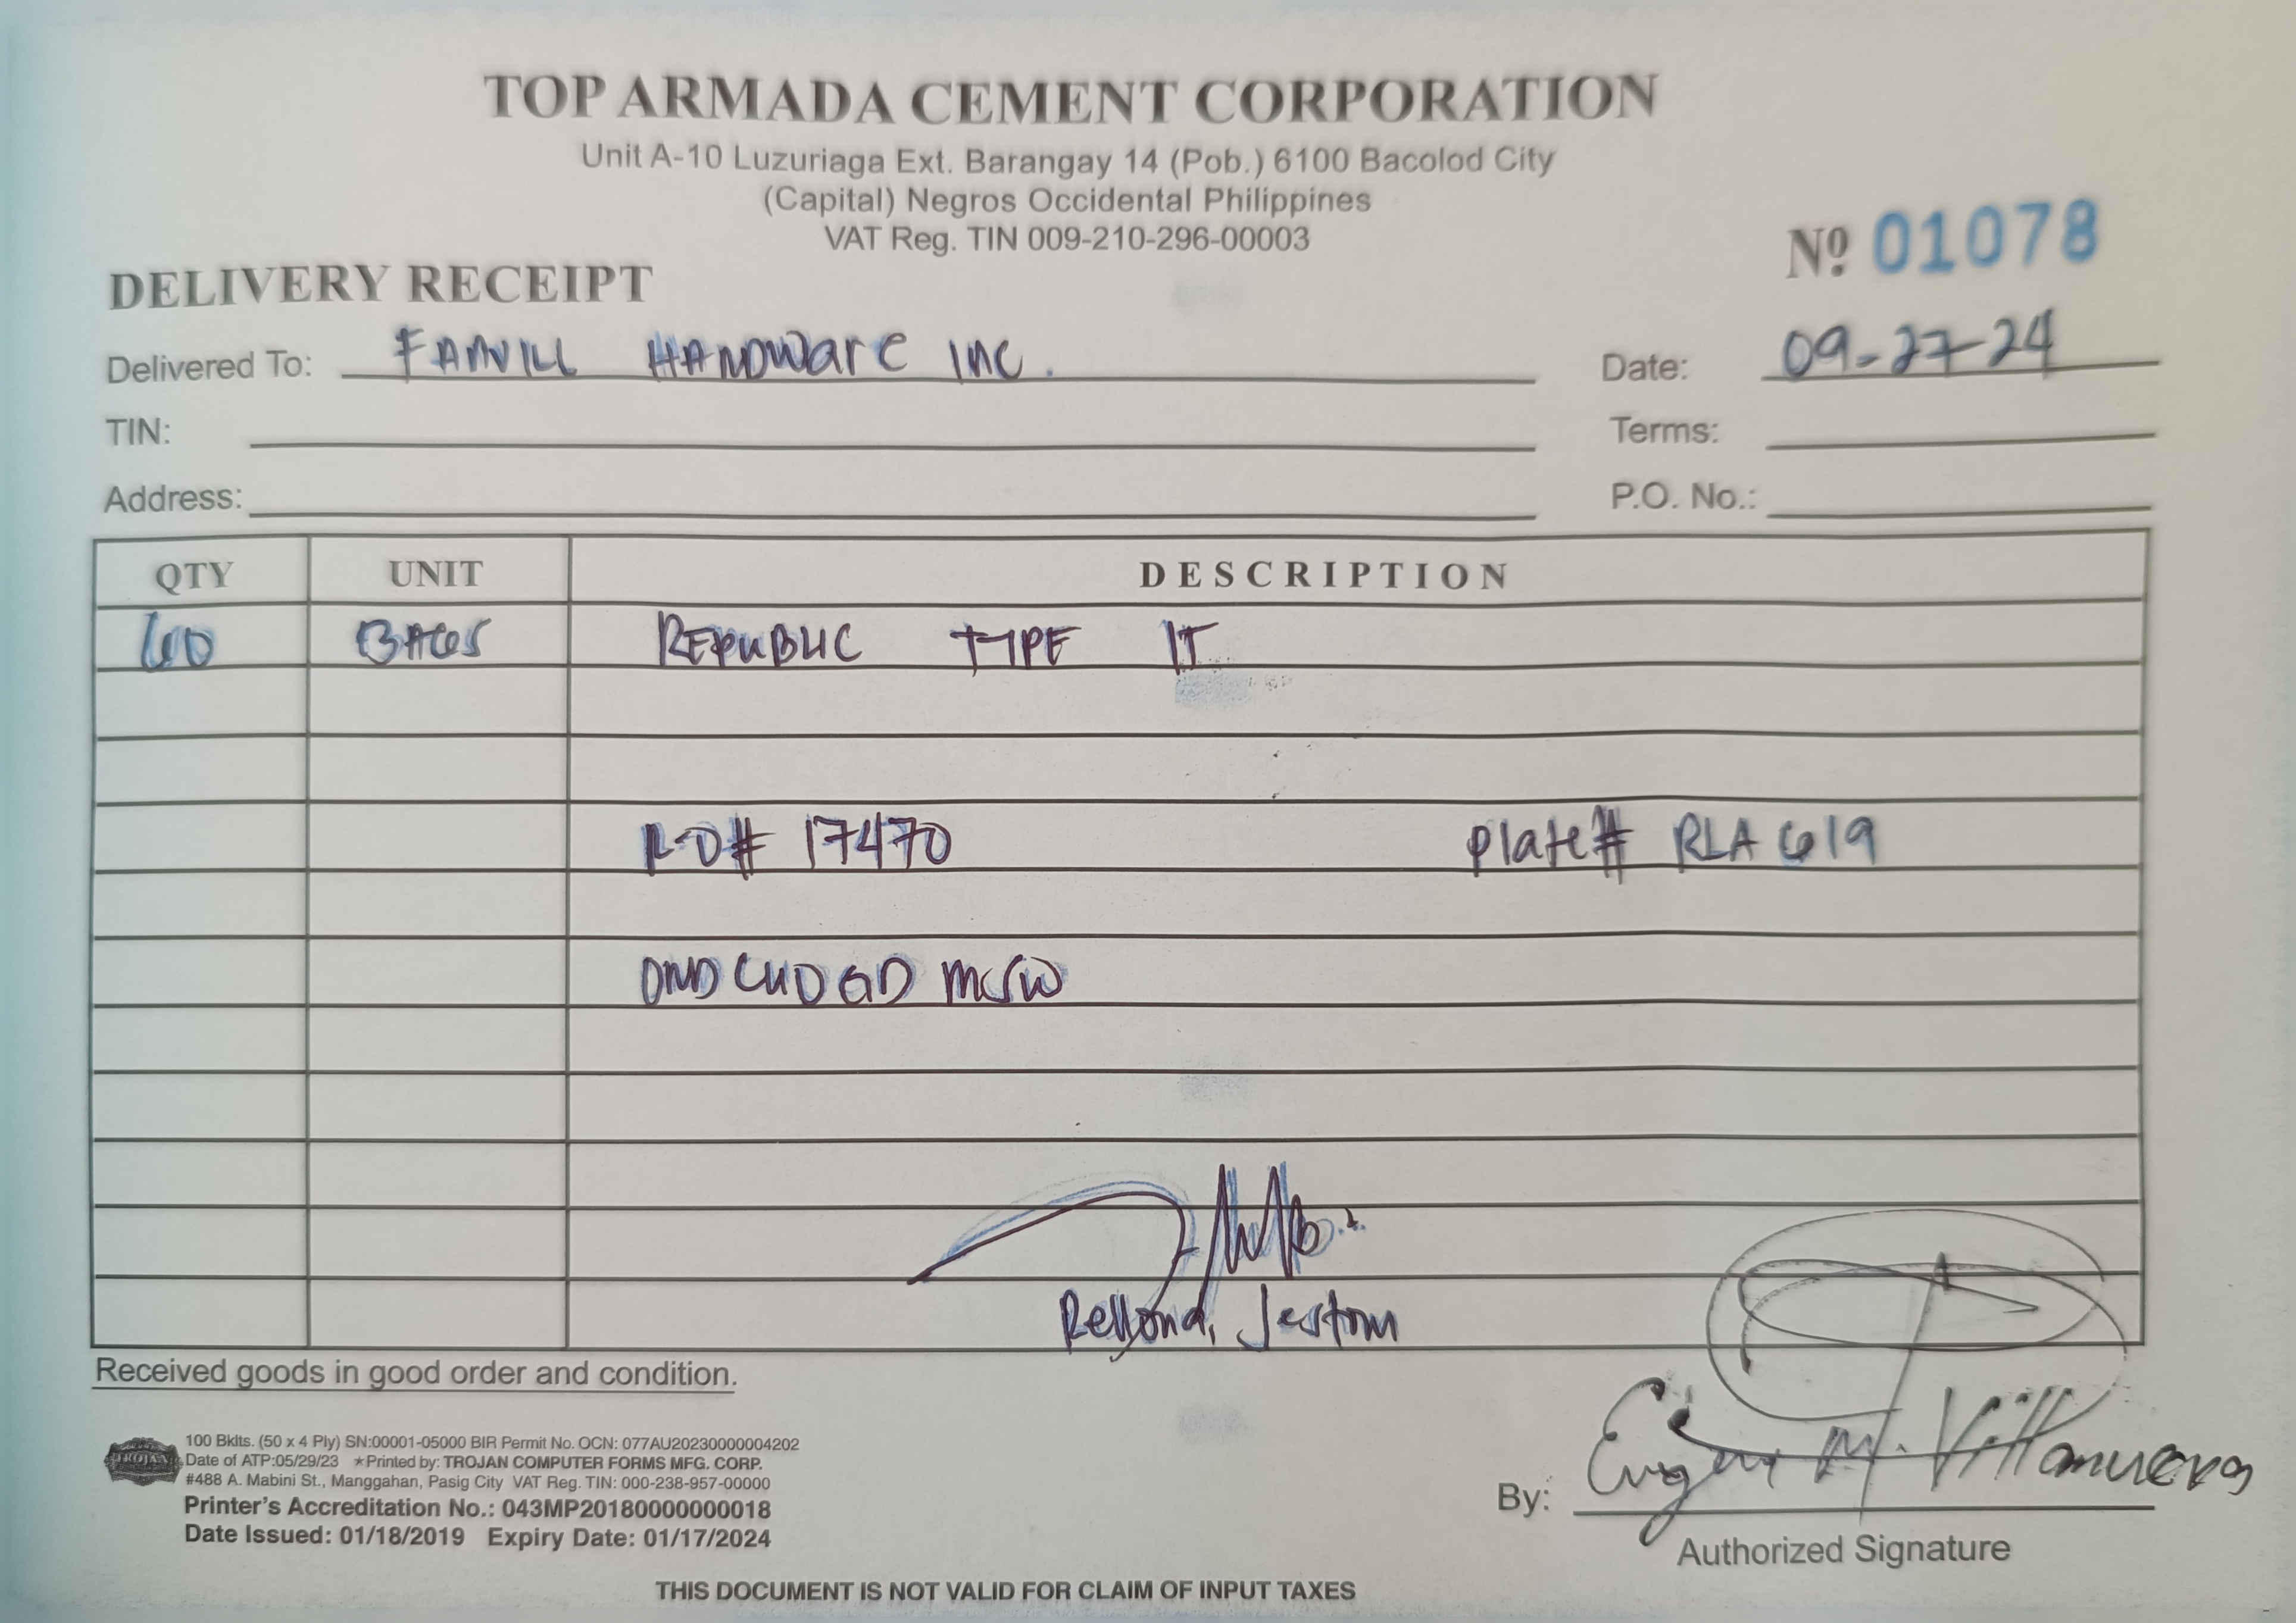 TOP ARMADA CEMENT CORPORATION
Unit A-10 Luzuriaga Ext. Barangay 14 (Pob.) 6100 Bacolod City
(Capital) Negros Occidental Philippines
VAT Reg. TIN 009-210-296-00003
Nº 01078
DELIVERY RECEIPT
Delivered To: FANVILL HARDWARE INC. Date: 09-27-24
TIN: Terms:
Address: P.O. No.:
QTY UNIT DESCRIPTION
60 BAGS REPUBLIC TYPE 1T
# 17470 Plate# RLA 619
Rellond, Jestom
Received goods in good order and condition.
TROJAN
100 Bklts. (50 x 4 Ply) SN:00001-05000 BIR Permit No. OCN: 077AU20230000004202
Date of ATP:05/29/23 ★Printed by: TROJAN COMPUTER FORMS MFG. CORP.
#488 A. Mabini St., Manggahan, Pasig City VAT Reg. TIN: 000-238-957-00000
Printer's Accreditation No.: 043MP20180000000018
Date Issued: 01/18/2019 Expiry Date: 01/17/2024
By: M. Villanueva
Authorized Signature
THIS DOCUMENT IS NOT VALID FOR CLAIM OF INPUT TAXES